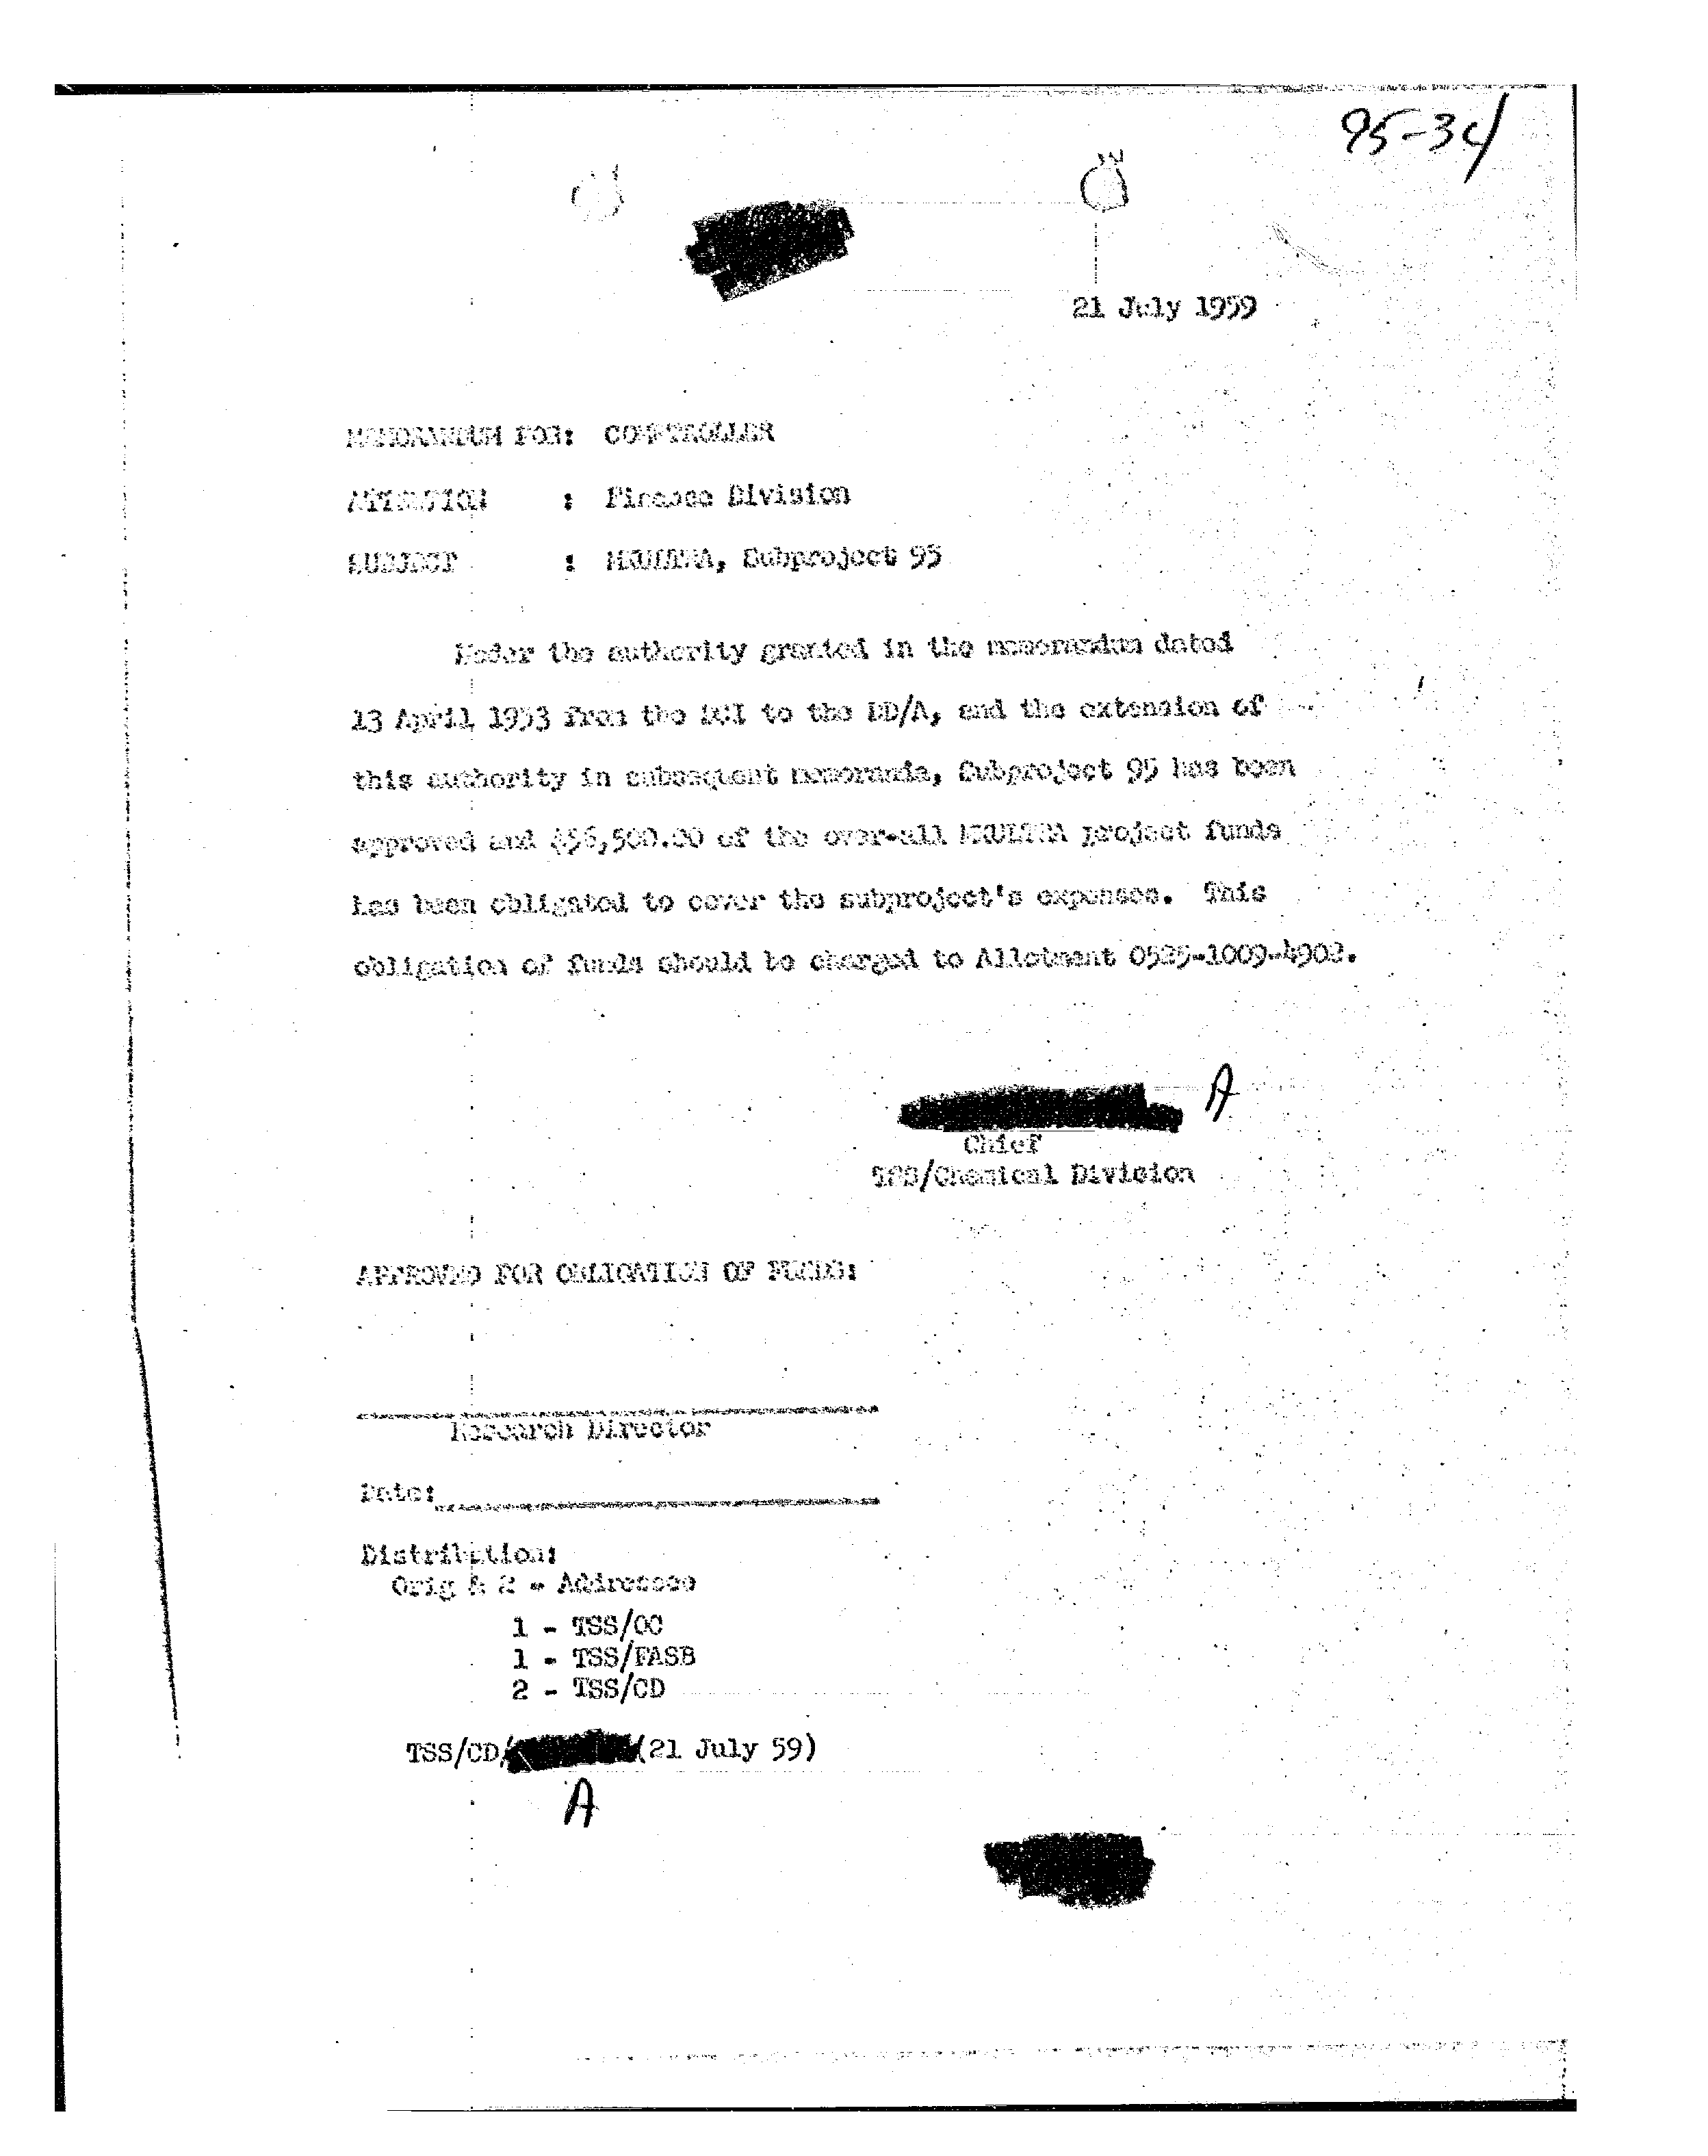 95-34
21 July 1959
MEMORANDUM FOR: COMPTROLLER
ATTENTION : Finance Division
SUBJECT : MKULTRA, Subproject 95
Under the authority granted in the memorandum dated
13 April 1953 from the DCI to the DD/A, and the extension of
this authority in subsequent memoranda, Subproject 95 has been
approved and $56,500.00 of the over-all MKULTRA project funds
has been obligated to cover the subproject's expenses. This
obligation of funds should be charged to Allotment 0525-1009-4902.
A
Chief
TSS/Chemical Division
APPROVED FOR OBLIGATION OF FUNDS:
Research Director
Date:
Distribution:
Orig & 2 - Addressee
1 - TSS/OC
1 - TSS/FASB
2 - TSS/CD
TSS/CD/ (21 July 59)
A